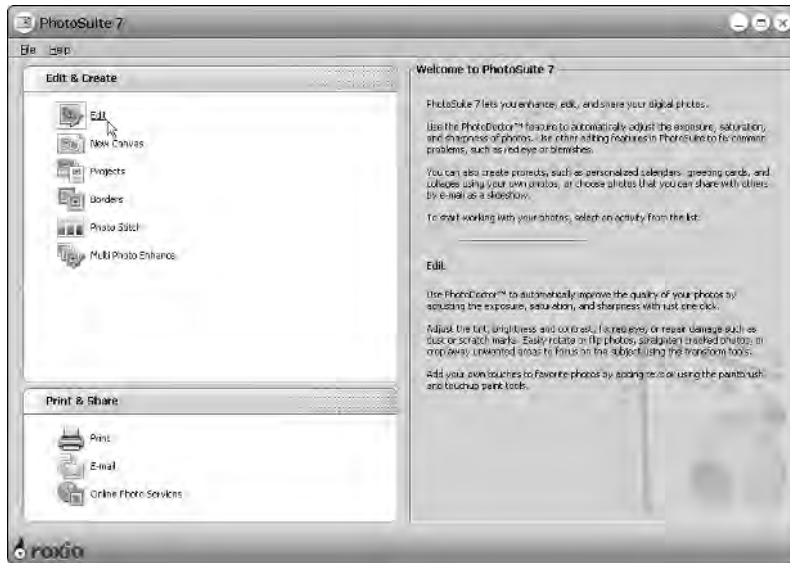 PhotoSuite 7
File Help
Edit & Create
Edit
New Canvas
Projects
Borders
Photo Stitch
Multi Photo Enhance
Print & Share
Print
E-mail
Online Photo Services
Welcome to PhotoSuite 7
PhotoSuite 7 lets you enhance, edit, and share your digital photos.
Use the PhotoDoctor™ feature to automatically adjust the exposure, saturation,
and sharpness of photos. Use other editing features in PhotoSuite to fix common
problems, such as red eye or blemishes.
You can also create projects, such as personalized calendars, greeting cards, and
collages using your own photos, or choose photos that you can share with others
by e-mail as a slideshow.
To start working with your photos, select an activity from the list.
Edit
Use PhotoDoctor™ to automatically improve the quality of your photos by
adjusting the exposure, saturation, and sharpness with just one click.
Adjust the tint, brightness and contrast, fix red eye, or repair damage such as
dust or scratch marks. Easily rotate or flip photos, straighten crooked photos, or
crop away unwanted areas to focus on the subject using the transform tools.
Add your own touches to favorite photos by adding text or using the paintbrush
and touchup paint tools.
roxio